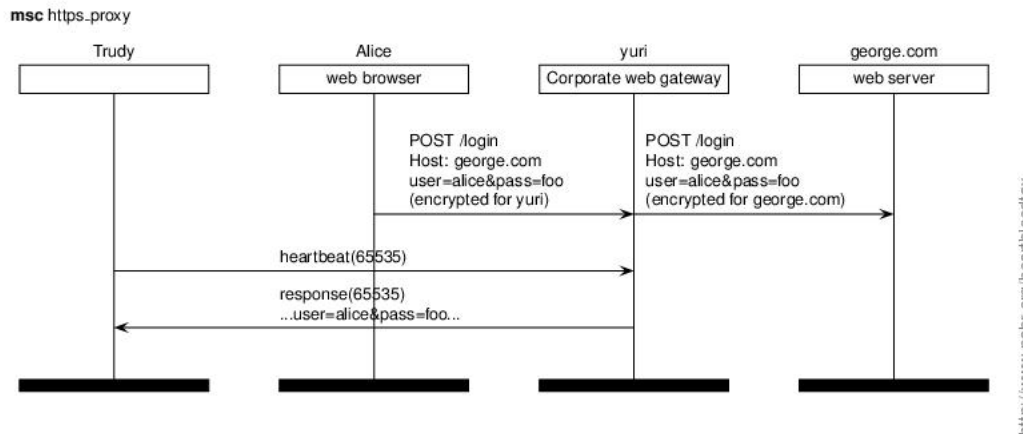 msc https_proxy
Trudy
Alice
yuri
george.com
web browser
Corporate web gateway
web server
POST /login
Host: george.com
user=alice&pass=foo
(encrypted for yuri)
POST /login
Host: george.com
user=alice&pass=foo
(encrypted for george.com)
heartbeat(65535)
response(65535)
...user=alice&pass=foo...